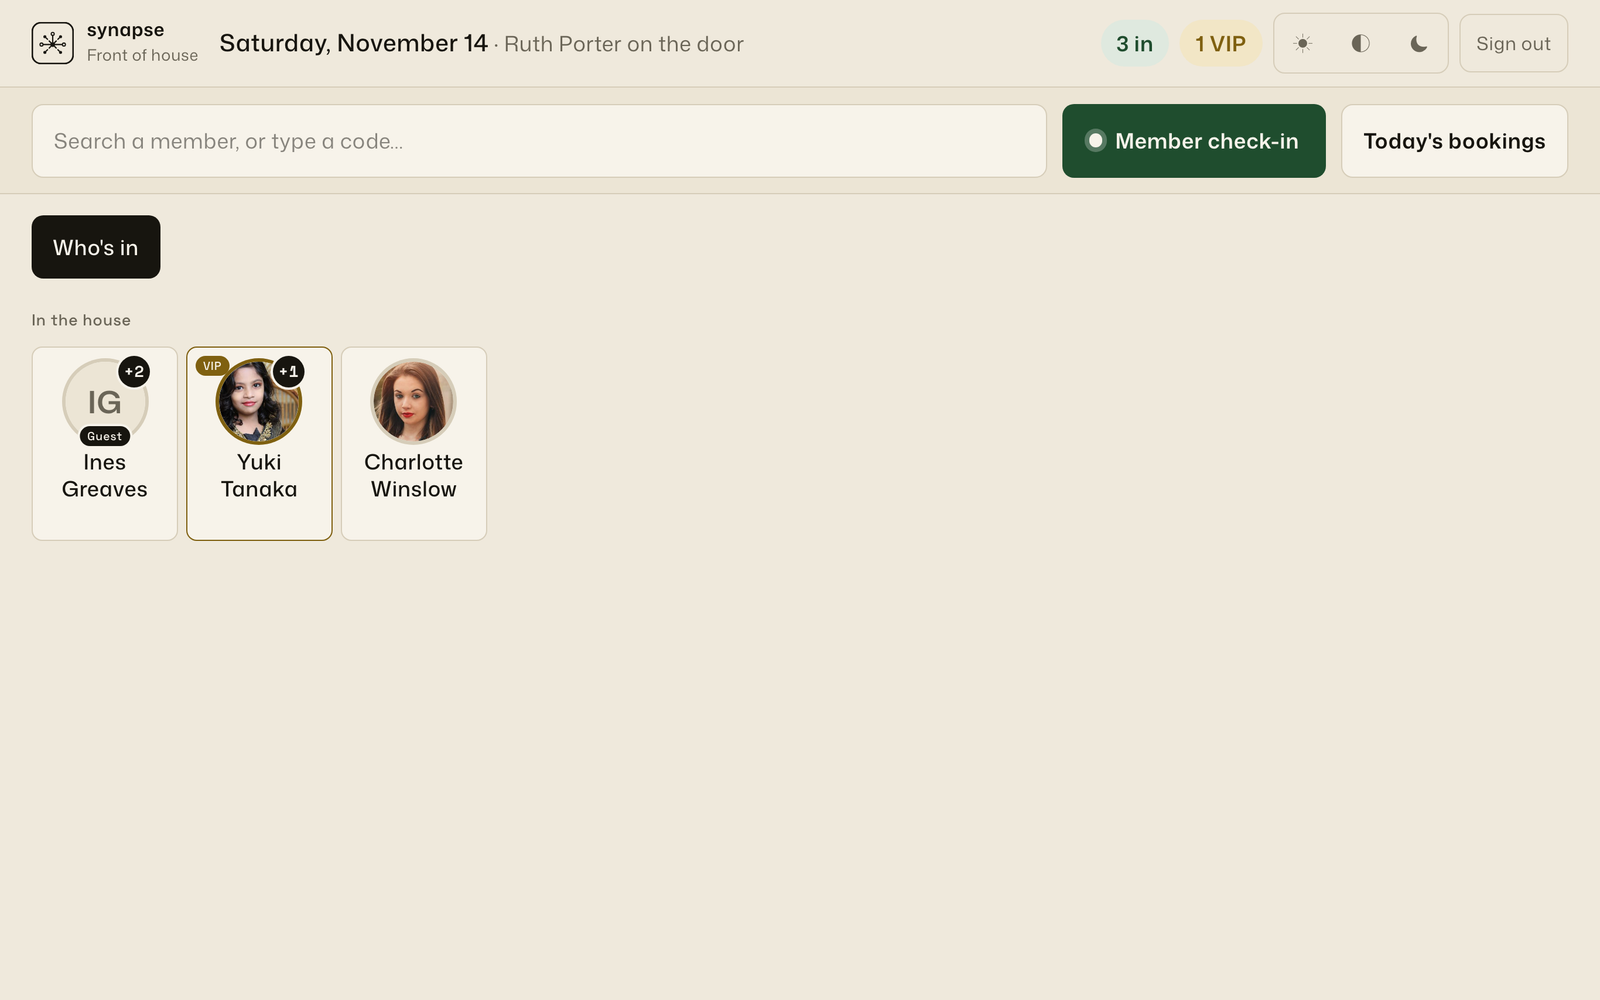 synapse
Front of house
Saturday, November 14 · Ruth Porter on the door
3 in
1 VIP
Sign out
Search a member, or type a code...
Member check-in
Today's bookings
Who's in
In the house
+2
IG
Guest
Ines
Greaves
VIP
+1
Yuki
Tanaka
Charlotte
Winslow